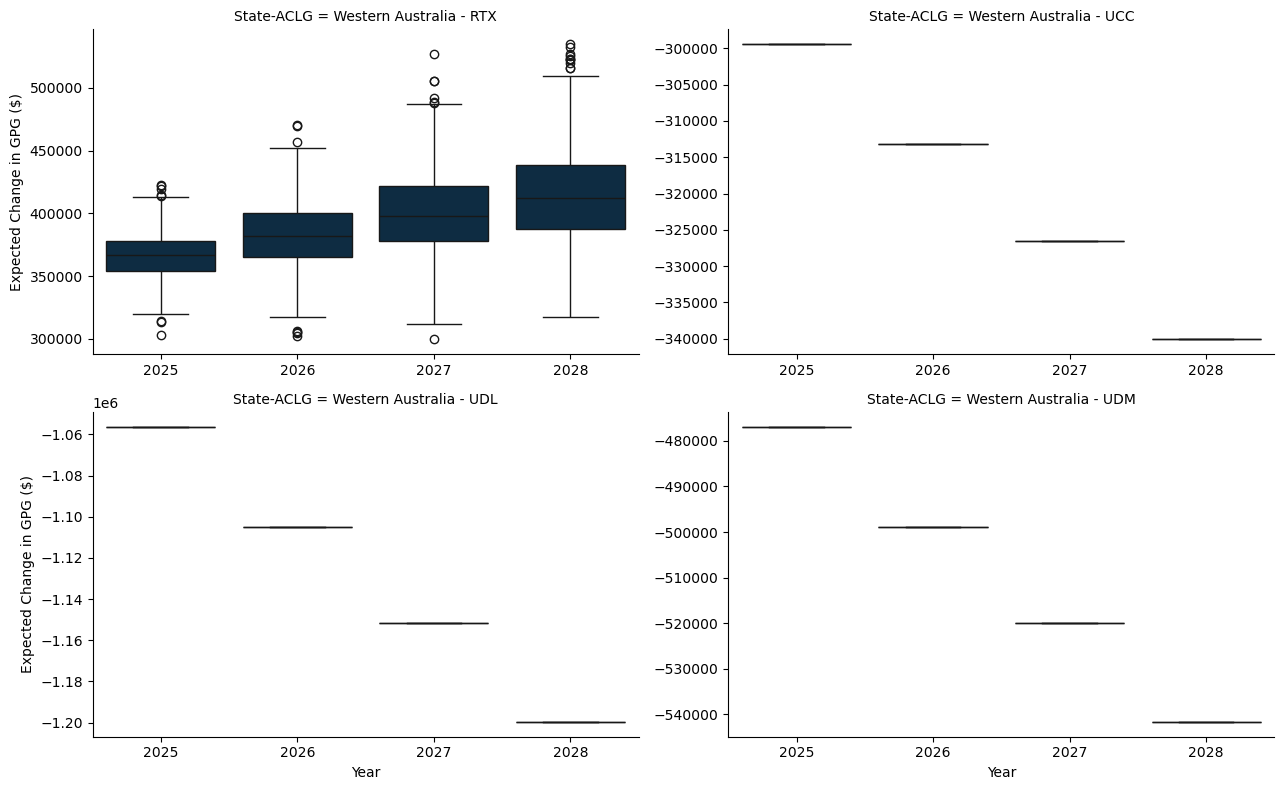 State-ACLG = Western Australia - RTX
Expected Change in GPG ($)
500000
450000
400000
350000
300000
2025 2026 2027 2028
State-ACLG = Western Australia - UCC
−300000
−305000
−310000
−315000
−320000
−325000
−330000
−335000
−340000
2025 2026 2027 2028
State-ACLG = Western Australia - UDL
1e6
Expected Change in GPG ($)
−1.06
−1.08
−1.10
−1.12
−1.14
−1.16
−1.18
−1.20
2025 2026 2027 2028
Year
State-ACLG = Western Australia - UDM
−480000
−490000
−500000
−510000
−520000
−530000
−540000
2025 2026 2027 2028
Year